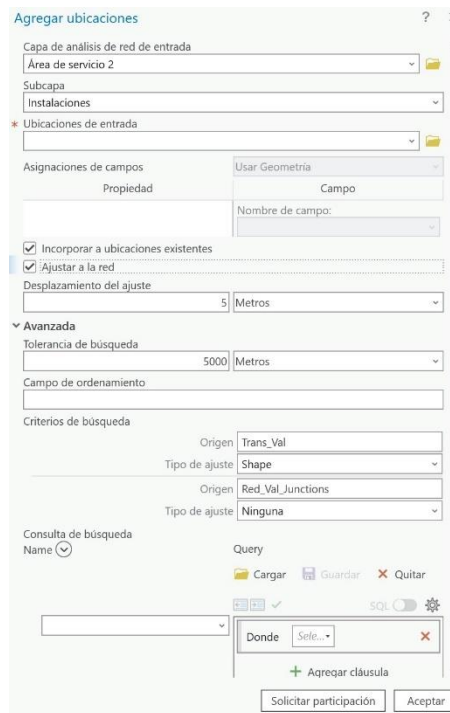 Agregar ubicaciones ?
Capa de análisis de red de entrada
Área de servicio 2
Subcapa
Instalaciones
* Ubicaciones de entrada
Asignaciones de campos Usar Geometría
Propiedad Campo
Nombre de campo:
Incorporar a ubicaciones existentes
Ajustar a la red
Desplazamiento del ajuste
5 Metros
Avanzada
Tolerancia de búsqueda
5000 Metros
Campo de ordenamiento
Criterios de búsqueda
Origen Trans_Val
Tipo de ajuste Shape
Origen Red_Val_Junctions
Tipo de ajuste Ninguna
Consulta de búsqueda
Name Query
Cargar Guardar Quitar
SQL
Donde Sele...
Agregar cláusula
Solicitar participación Aceptar